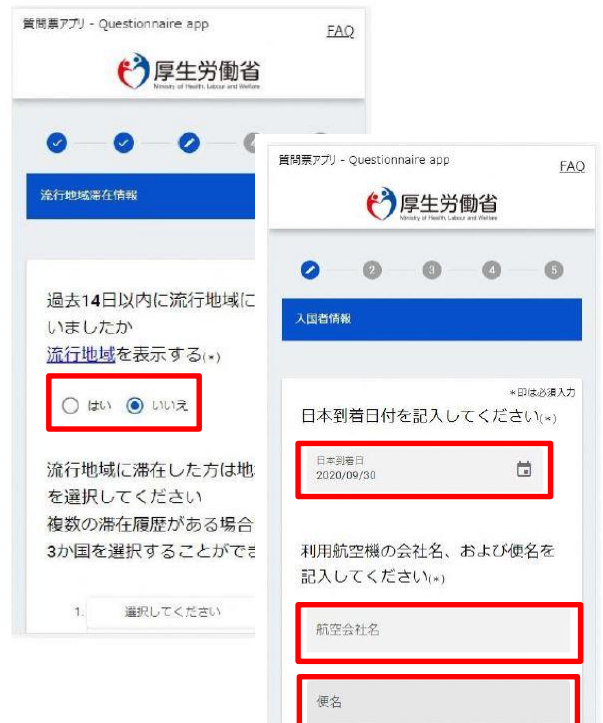 質問票アプリ - Questionnaire app
FAQ
厚生労働省
Ministry of Health, Labour and Welfare
流行地域滞在情報
過去14日以内に流行地域に
いましたか
流行地域を表示する(*)
はい
いいえ
流行地域に滞在した方は地
を選択してください
複数の滞在履歴がある場合
3か国を選択することができ
1. 選択してください
質問票アプリ - Questionnaire app
FAQ
厚生労働省
Ministry of Health, Labour and Welfare
2 3 4 5
入国者情報
*印は必須入力
日本到着日付を記入してください(*)
日本到着日
2020/09/30
利用航空機の会社名、および便名を
記入してください(*)
航空会社名
便名